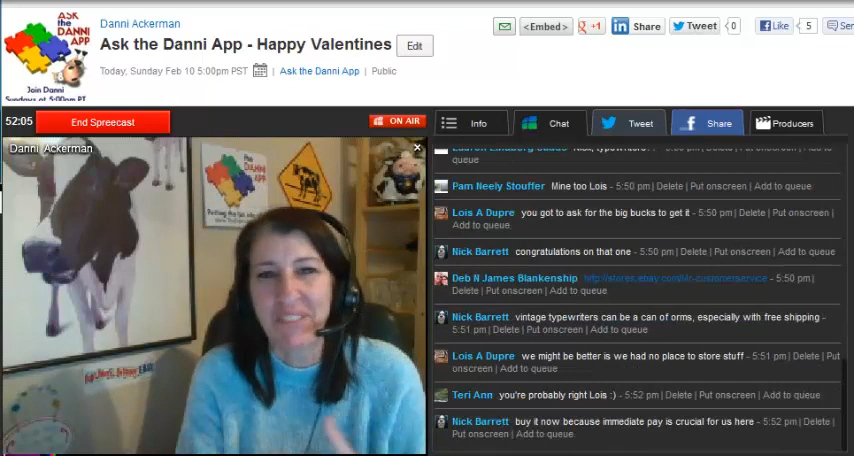 ASK
the
DANNI
APP
Join Danni
Sundays at 5:00pm PT
Danni Ackerman
Ask the Danni App - Happy Valentines
Edit
Today, Sunday Feb 10 5:00pm PST | Ask the Danni App | Public
<Embed>
g +1
in Share
Tweet
0
Like
5
52:05
End Spreecast
ON AIR
Info
Chat
Tweet
Share
Producers
Danni Ackerman
ASK
the
DANNI
APP
queue
Pam Neely Stouffer Mine too Lois - 5:50 pm | Delete | Put onscreen | Add to queue
Lois A Dupre you got to ask for the big bucks to get it - 5:50 pm | Delete | Put onscreen |
Add to queue
Nick Barrett congratulations on that one - 5:50 pm | Delete | Put onscreen | Add to queue
Deb N James Blankenship - 5:50 pm |
Delete | Put onscreen | Add to queue
Nick Barrett vintage typewriters can be a can of orms, especially with free shipping -
5:51 pm | Delete | Put onscreen | Add to queue
Lois A Dupre we might be better is we had no place to store stuff - 5:51 pm | Delete | Put
onscreen | Add to queue
Teri Ann you're probably right Lois :) - 5:52 pm | Delete | Put onscreen | Add to queue
Nick Barrett buy it now because immediate pay is crucial for us here - 5:52 pm | Delete |
Put onscreen | Add to queue